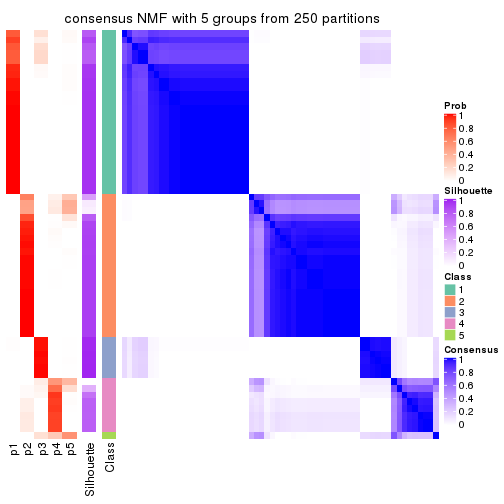 consensus NMF with 5 groups from 250 partitions
Prob
1
0.8
0.6
0.4
0.2
0
Silhouette
1
0.8
0.6
0.4
0.2
0
Class
1
2
3
4
5
Consensus
1
0.8
0.6
0.4
0.2
0
p1
p2
p3
p4
p5
Silhouette
Class